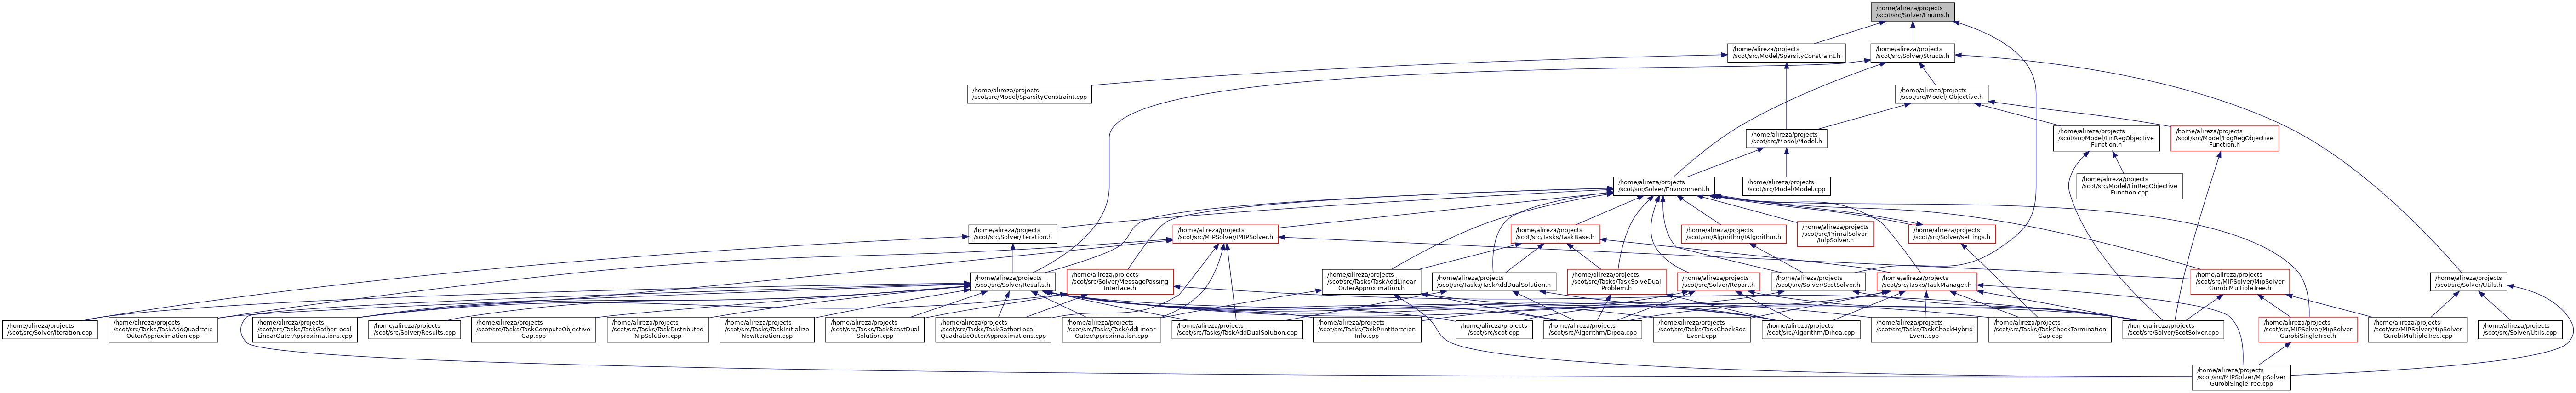 /home/alireza/projects
/scot/src/Solver/Enums.h
/home/alireza/projects
/scot/src/Model/SparsityConstraint.h
/home/alireza/projects
/scot/src/Solver/Structs.h
/home/alireza/projects
/scot/src/Model/SparsityConstraint.cpp
/home/alireza/projects
/scot/src/Model/IObjective.h
/home/alireza/projects
/scot/src/Model/Model.h
/home/alireza/projects
/scot/src/Model/LinRegObjective
Function.h
/home/alireza/projects
/scot/src/Model/LogRegObjective
Function.h
/home/alireza/projects
/scot/src/Solver/Environment.h
/home/alireza/projects
/scot/src/Model/Model.cpp
/home/alireza/projects
/scot/src/Model/LinRegObjective
Function.cpp
/home/alireza/projects
/scot/src/Solver/Iteration.h
/home/alireza/projects
/scot/src/MIPSolver/IMIPSolver.h
/home/alireza/projects
/scot/src/Tasks/TaskBase.h
/home/alireza/projects
/scot/src/Algorithm/IAlgorithm.h
/home/alireza/projects
/scot/src/PrimalSolver
/InlpSolver.h
/home/alireza/projects
/scot/src/Solver/settings.h
/home/alireza/projects
/scot/src/Solver/Results.h
/home/alireza/projects
/scot/src/Solver/MessagePassing
Interface.h
/home/alireza/projects
/scot/src/Tasks/TaskAddLinear
OuterApproximation.h
/home/alireza/projects
/scot/src/Tasks/TaskAddDualSolution.h
/home/alireza/projects
/scot/src/Tasks/TaskSolveDual
Problem.h
/home/alireza/projects
/scot/src/Solver/Report.h
/home/alireza/projects
/scot/src/Solver/ScotSolver.h
/home/alireza/projects
/scot/src/Tasks/TaskManager.h
/home/alireza/projects
/scot/src/MIPSolver/MipSolver
GurobiMultipleTree.h
/home/alireza/projects
/scot/src/Solver/Utils.h
/home/alireza/projects
/scot/src/Solver/Iteration.cpp
/home/alireza/projects
/scot/src/Tasks/TaskAddQuadratic
OuterApproximation.cpp
/home/alireza/projects
/scot/src/Tasks/TaskGatherLocal
LinearOuterApproximations.cpp
/home/alireza/projects
/scot/src/Solver/Results.cpp
/home/alireza/projects
/scot/src/Tasks/TaskComputeObjective
Gap.cpp
/home/alireza/projects
/scot/src/Tasks/TaskDistributed
NlpSolution.cpp
/home/alireza/projects
/scot/src/Tasks/TaskInitialize
NewIteration.cpp
/home/alireza/projects
/scot/src/Tasks/TaskBcastDual
Solution.cpp
/home/alireza/projects
/scot/src/Tasks/TaskGatherLocal
QuadraticOuterApproximations.cpp
/home/alireza/projects
/scot/src/Tasks/TaskAddLinear
OuterApproximation.cpp
/home/alireza/projects
/scot/src/Tasks/TaskAddDualSolution.cpp
/home/alireza/projects
/scot/src/Tasks/TaskPrintIteration
Info.cpp
/home/alireza/projects
/scot/src/scot.cpp
/home/alireza/projects
/scot/src/Algorithm/Dipoa.cpp
/home/alireza/projects
/scot/src/Tasks/TaskCheckSoc
Event.cpp
/home/alireza/projects
/scot/src/Algorithm/Dihoa.cpp
/home/alireza/projects
/scot/src/Tasks/TaskCheckHybrid
Event.cpp
/home/alireza/projects
/scot/src/Tasks/TaskCheckTermination
Gap.cpp
/home/alireza/projects
/scot/src/Solver/ScotSolver.cpp
/home/alireza/projects
/scot/src/MIPSolver/MipSolver
GurobiSingleTree.h
/home/alireza/projects
/scot/src/MIPSolver/MipSolver
GurobiMultipleTree.cpp
/home/alireza/projects
/scot/src/Solver/Utils.cpp
/home/alireza/projects
/scot/src/MIPSolver/MipSolver
GurobiSingleTree.cpp